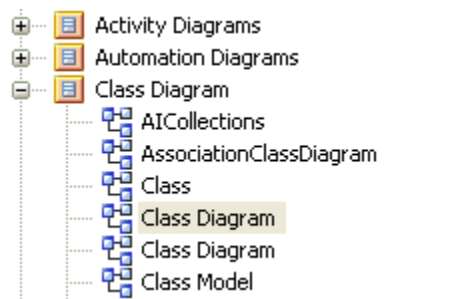 Activity Diagrams
Automation Diagrams
Class Diagram
AICollections
AssociationClassDiagram
Class
Class Diagram
Class Diagram
Class Model